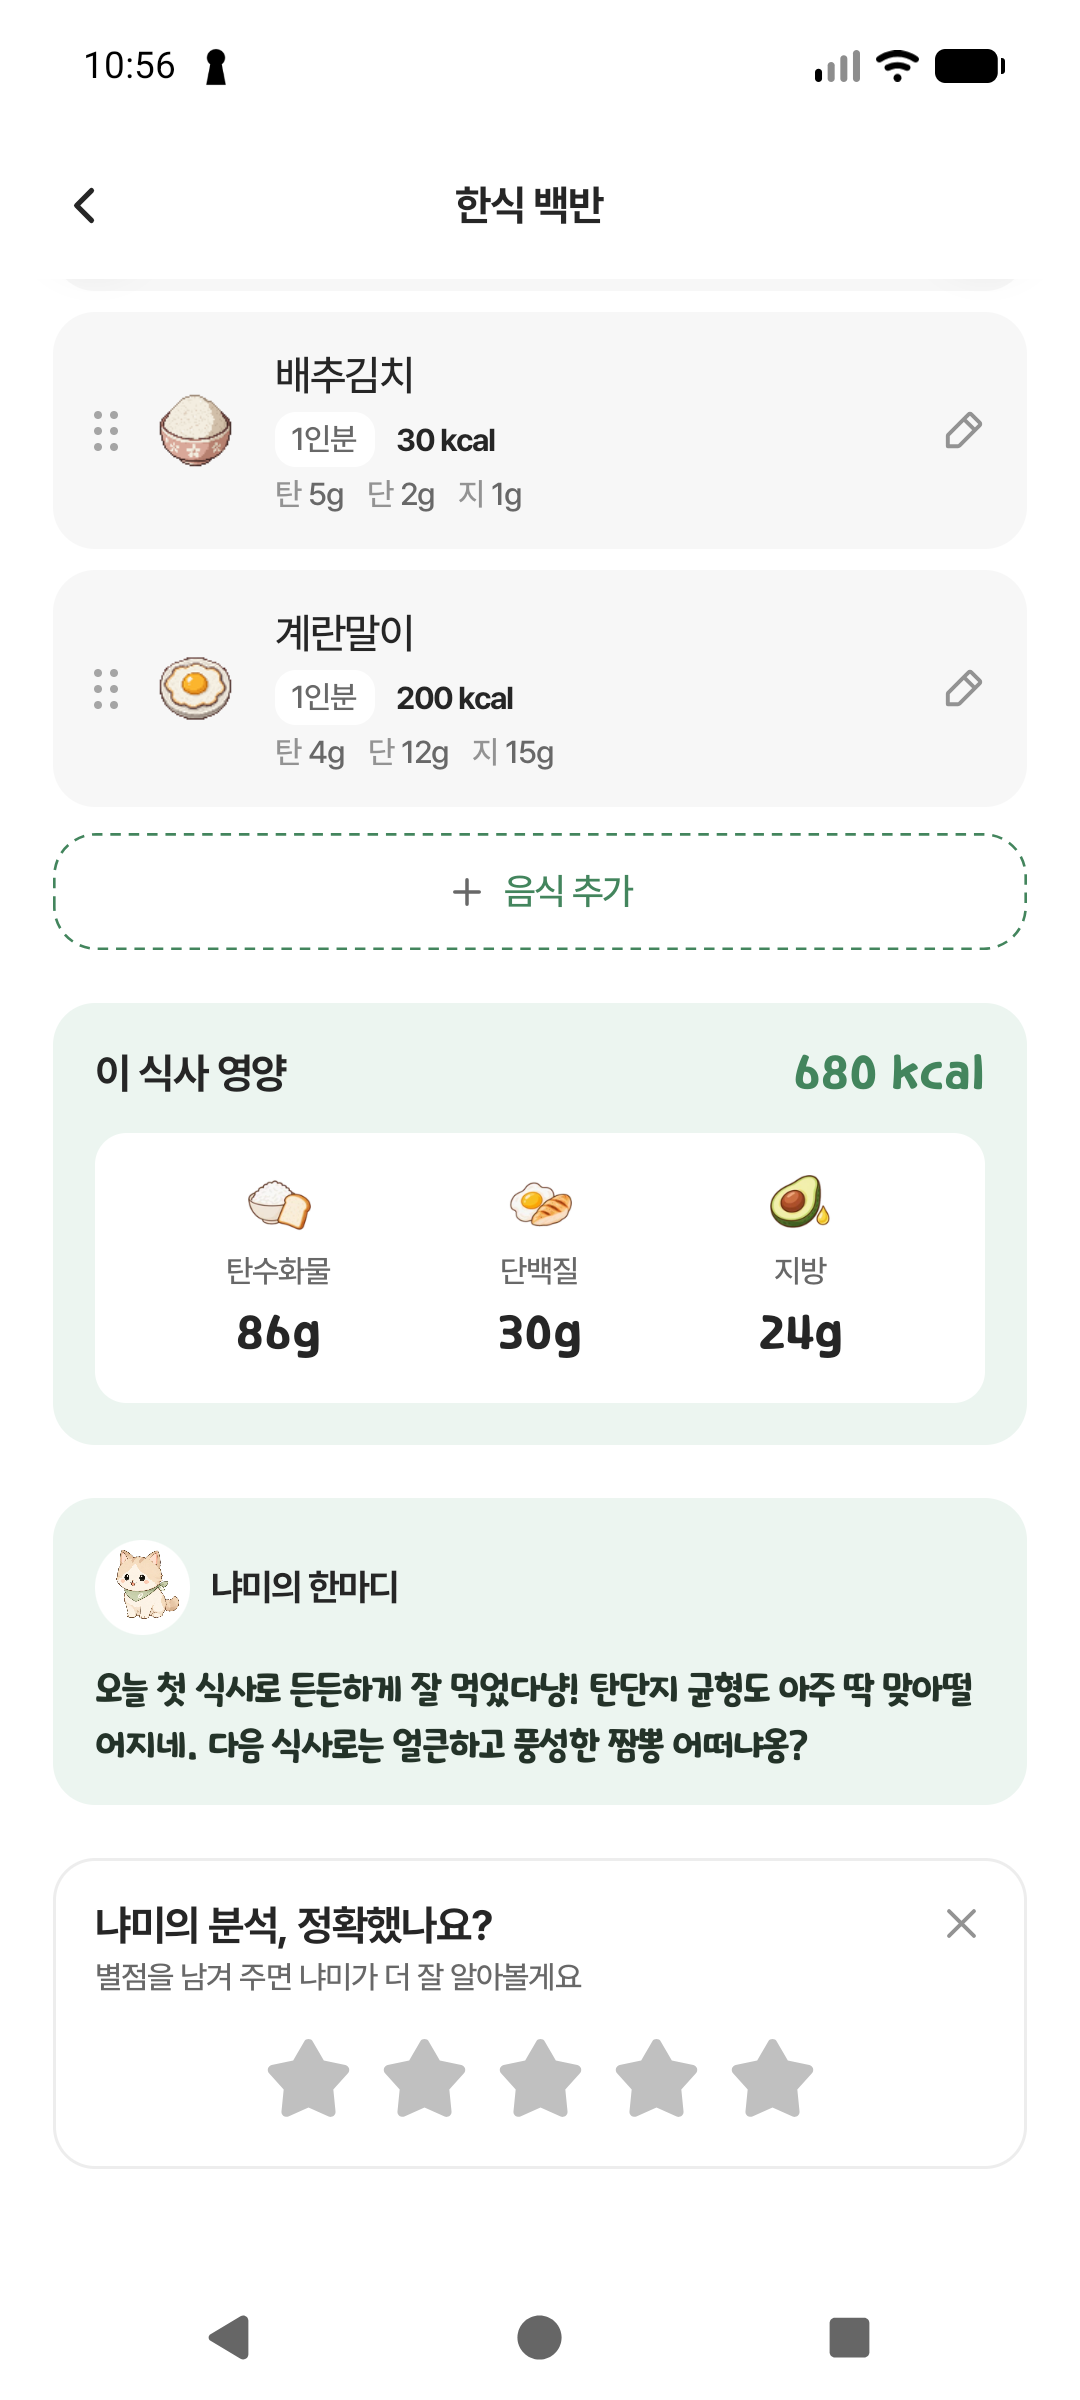 10:56
한식 백반
배추김치
1인분 30 kcal
탄 5g 단 2g 지 1g
계란말이
1인분 200 kcal
탄 4g 단 12g 지 15g
음식 추가
이 식사 영양 680 kcal
탄수화물 단백질 지방
86g 30g 24g
냐미의 한마디
오늘 첫 식사로 든든하게 잘 먹었다냥! 탄단지 균형도 아주 딱 맞아떨
어지네. 다음 식사로는 얼큰하고 풍성한 짬뽕 어떠냐옹?
냐미의 분석, 정확했나요?
별점을 남겨 주면 냐미가 더 잘 알아볼게요